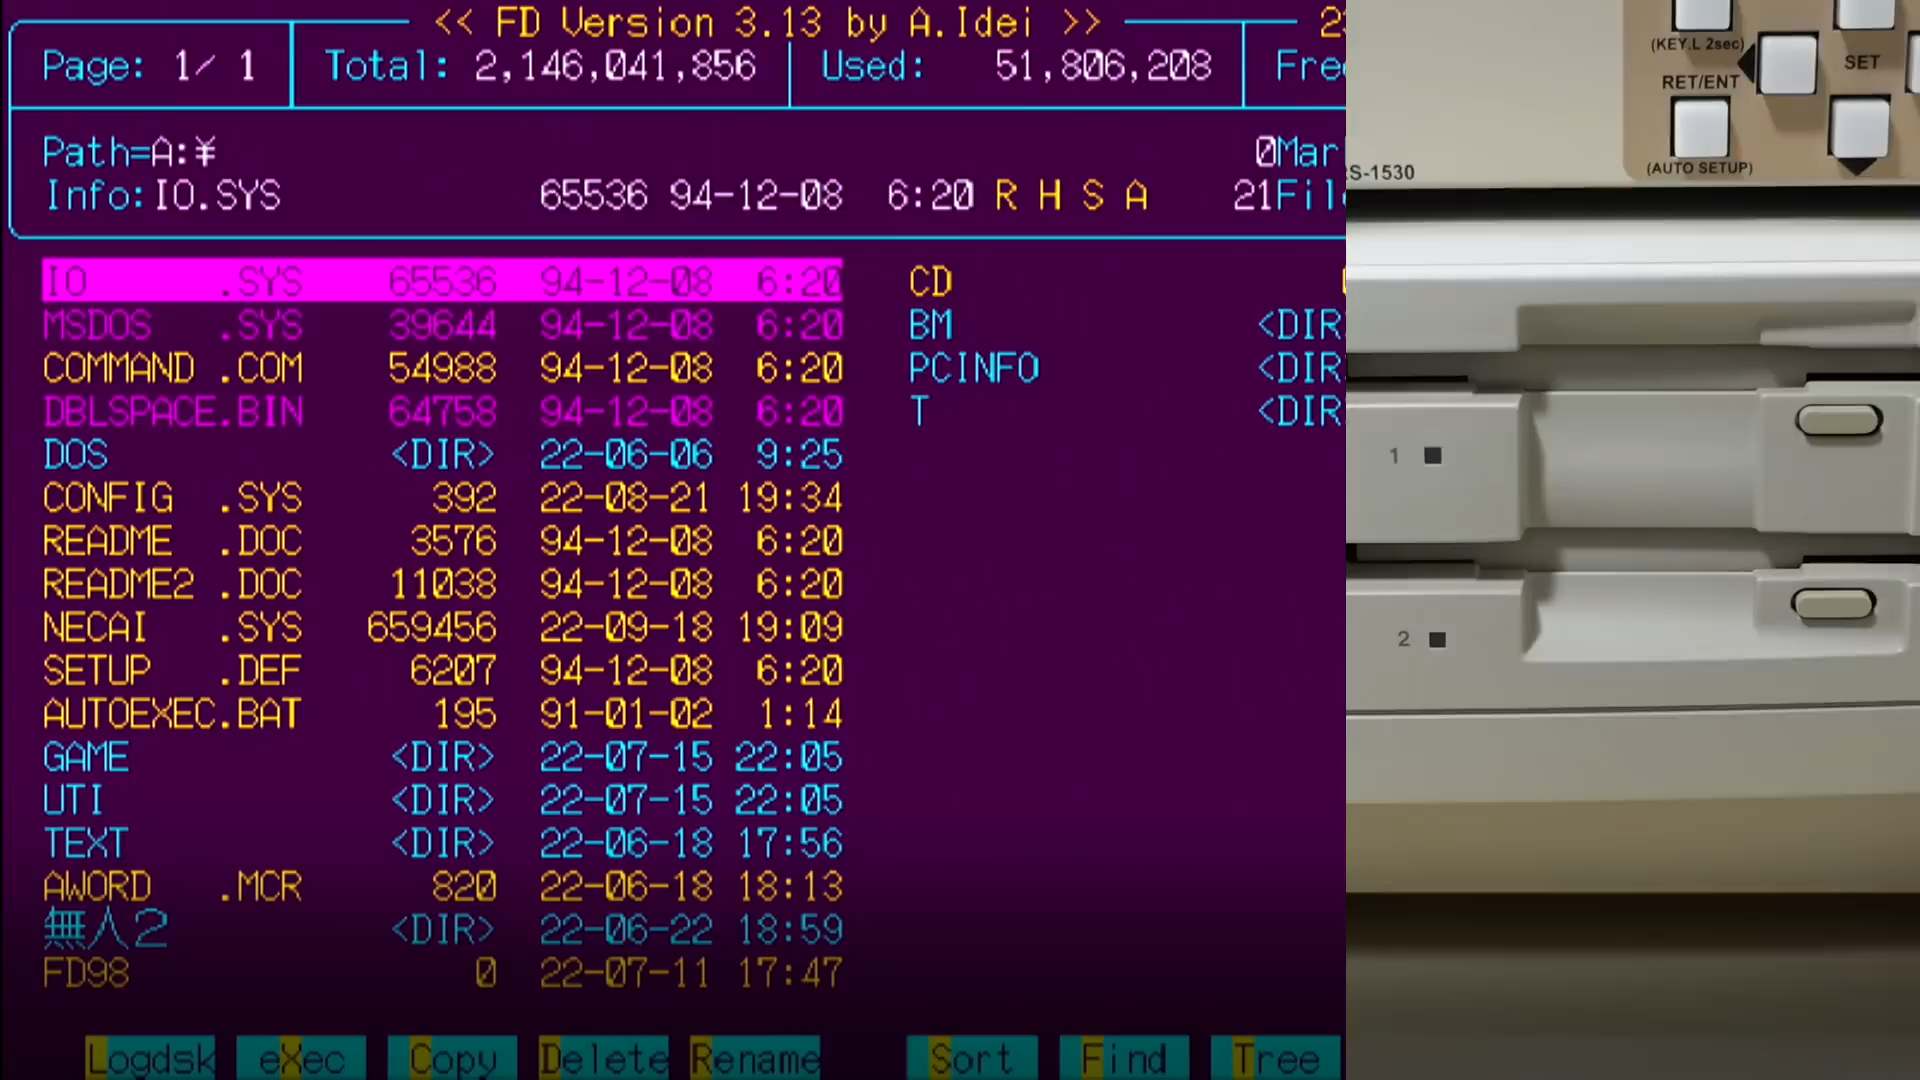 << FD Version 3.13 by A.Idei >>
Page: 1/ 1 Total: 2,146,041,856 Used: 51,806,208
Path=A:¥ 0Mar
Info:IO.SYS 65536 94-12-08 6:20 R H S A 21
IO .SYS 65536 94-12-08 6:20 CD
MSDOS .SYS 39644 94-12-08 6:20 BM <DIR
COMMAND .COM 54988 94-12-08 6:20 PCINFO <DIR
DBLSPACE.BIN 64758 94-12-08 6:20 T <DIR
DOS <DIR> 22-06-06 9:25
CONFIG .SYS 392 22-08-21 19:34
README .DOC 3576 94-12-08 6:20
README2 .DOC 11038 94-12-08 6:20
NECAI .SYS 659456 22-09-18 19:09
SETUP .DEF 6207 94-12-08 6:20
AUTOEXEC.BAT 195 91-01-02 1:14
GAME <DIR> 22-07-15 22:05
UTI <DIR> 22-07-15 22:05
TEXT <DIR> 22-06-18 17:56
AWORD .MCR 820 22-06-18 18:13
無人2 <DIR> 22-06-22 18:59
FD98 0 22-07-11 17:47
Logdsk eXec Copy Delete Rename Sort Find Tree
(KEY.L 2sec)
SET
RET/ENT
(AUTO SETUP)
S-1530
1
2